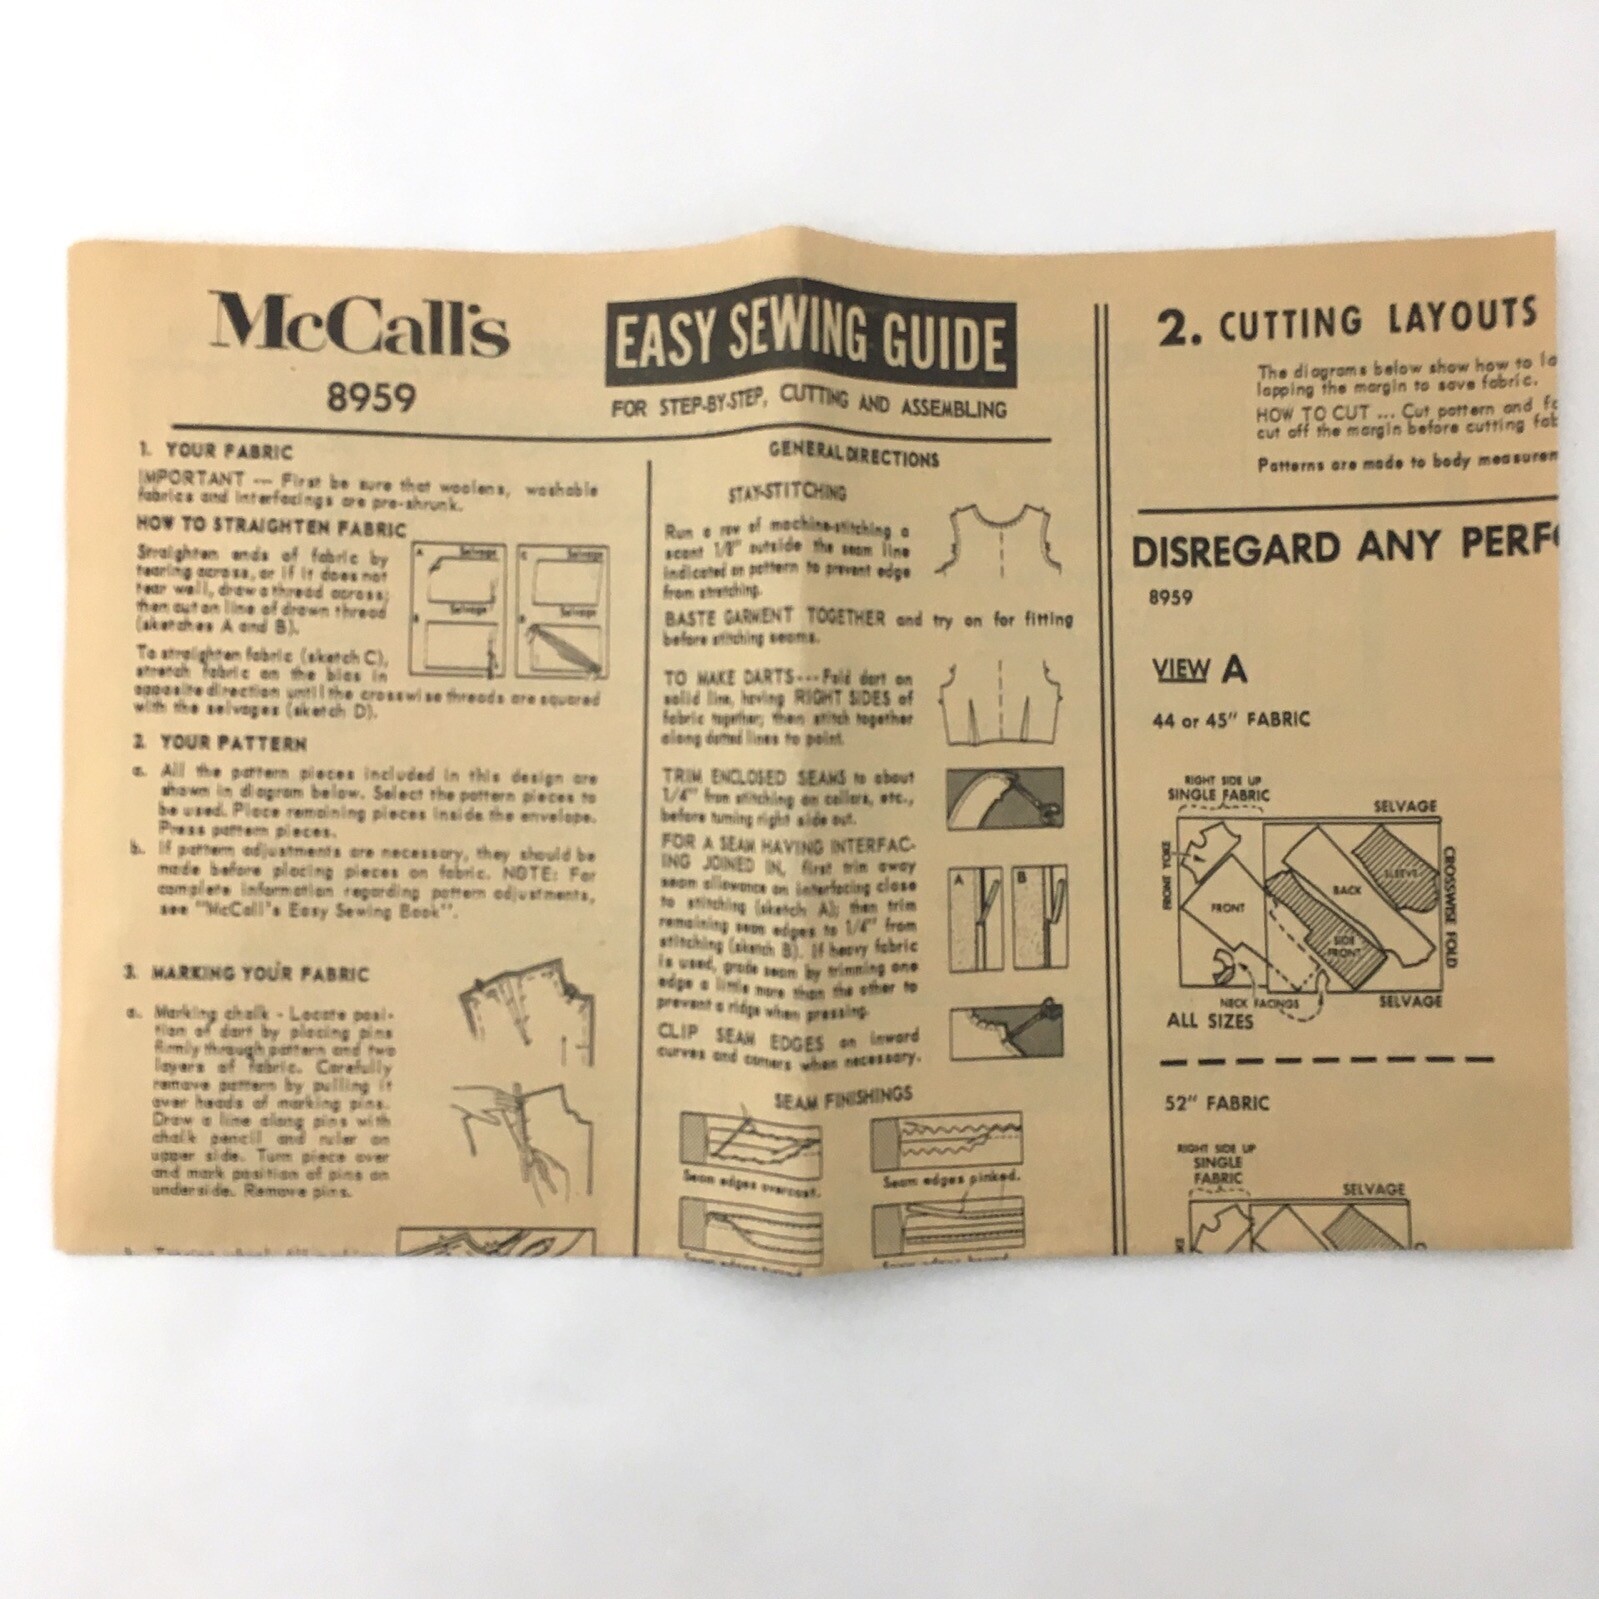 McCall's
8959
EASY SEWING GUIDE
FOR STEP-BY-STEP, CUTTING AND ASSEMBLING
1. YOUR FABRIC
IMPORTANT --- First be sure that woolens, washable
fabrics and interfacings are pre-shrunk.
HOW TO STRAIGHTEN FABRIC
Straighten ends of fabric by
tearing across, or if it does not
tear well, draw a thread across;
then cut on line of drawn thread
(sketches A and B).
To straighten fabric (sketch C),
stretch fabric on the bias in
opposite direction until the crosswise threads are squared
with the selvages (sketch D).
A
Selvage
C
Selvage
Selvage
Selvage
2. YOUR PATTERN
a. All the pattern pieces included in this design are
shown in diagram below. Select the pattern pieces to
be used. Place remaining pieces inside the envelope.
Press pattern pieces.
b. If pattern adjustments are necessary, they should be
made before placing pieces on fabric. NOTE: For
complete information regarding pattern adjustments,
see "McCall's Easy Sewing Book".
3. MARKING YOUR FABRIC
a. Marking chalk - Locate posi-
tion of dart by placing pins
firmly through pattern and two
layers of fabric. Carefully
remove pattern by pulling it
over heads of marking pins.
Draw a line along pins with
chalk pencil and ruler on
upper side. Turn piece over
and mark position of pins on
underside. Remove pins.
GENERAL DIRECTIONS
STAY-STITCHING
Run a row of machine-stitching a
scant 1/8" outside the seam line
indicated on pattern to prevent edge
from stretching.
BASTE GARMENT TOGETHER and try on for fitting
before stitching seams.
TO MAKE DARTS---Fold dart on
solid line, having RIGHT SIDES of
fabric together; then stitch together
along dotted lines to point.
TRIM ENCLOSED SEAMS to about
1/4" from stitching on collars, etc.,
before turning right side out.
FOR A SEAM HAVING INTERFAC-
ING JOINED IN, first trim away
seam allowance on interfacing close
to stitching (sketch A); then trim
remaining seam edges to 1/4" from
stitching (sketch B). If heavy fabric
is used, grade seam by trimming one
edge a little more than the other to
prevent a ridge when pressing.
A
B
CLIP SEAM EDGES on inward
curves and corners when necessary.
SEAM FINISHINGS
Seam edges overcast.
Seam edges pinked.
2. CUTTING LAYOUTS
The diagrams below show how to la
lapping the margin to save fabric.
HOW TO CUT ... Cut pattern and fa
cut off the margin before cutting fab
Patterns are made to body measurem
DISREGARD ANY PERFO
8959
VIEW A
44 or 45" FABRIC
RIGHT SIDE UP
SINGLE FABRIC
SELVAGE
FRONT YOKE
FRONT
BACK
SLEEVE
SIDE
FRONT
CROSSWISE FOLD
NECK FACINGS
SELVAGE
ALL SIZES
52" FABRIC
RIGHT SIDE UP
SINGLE
FABRIC
SELVAGE